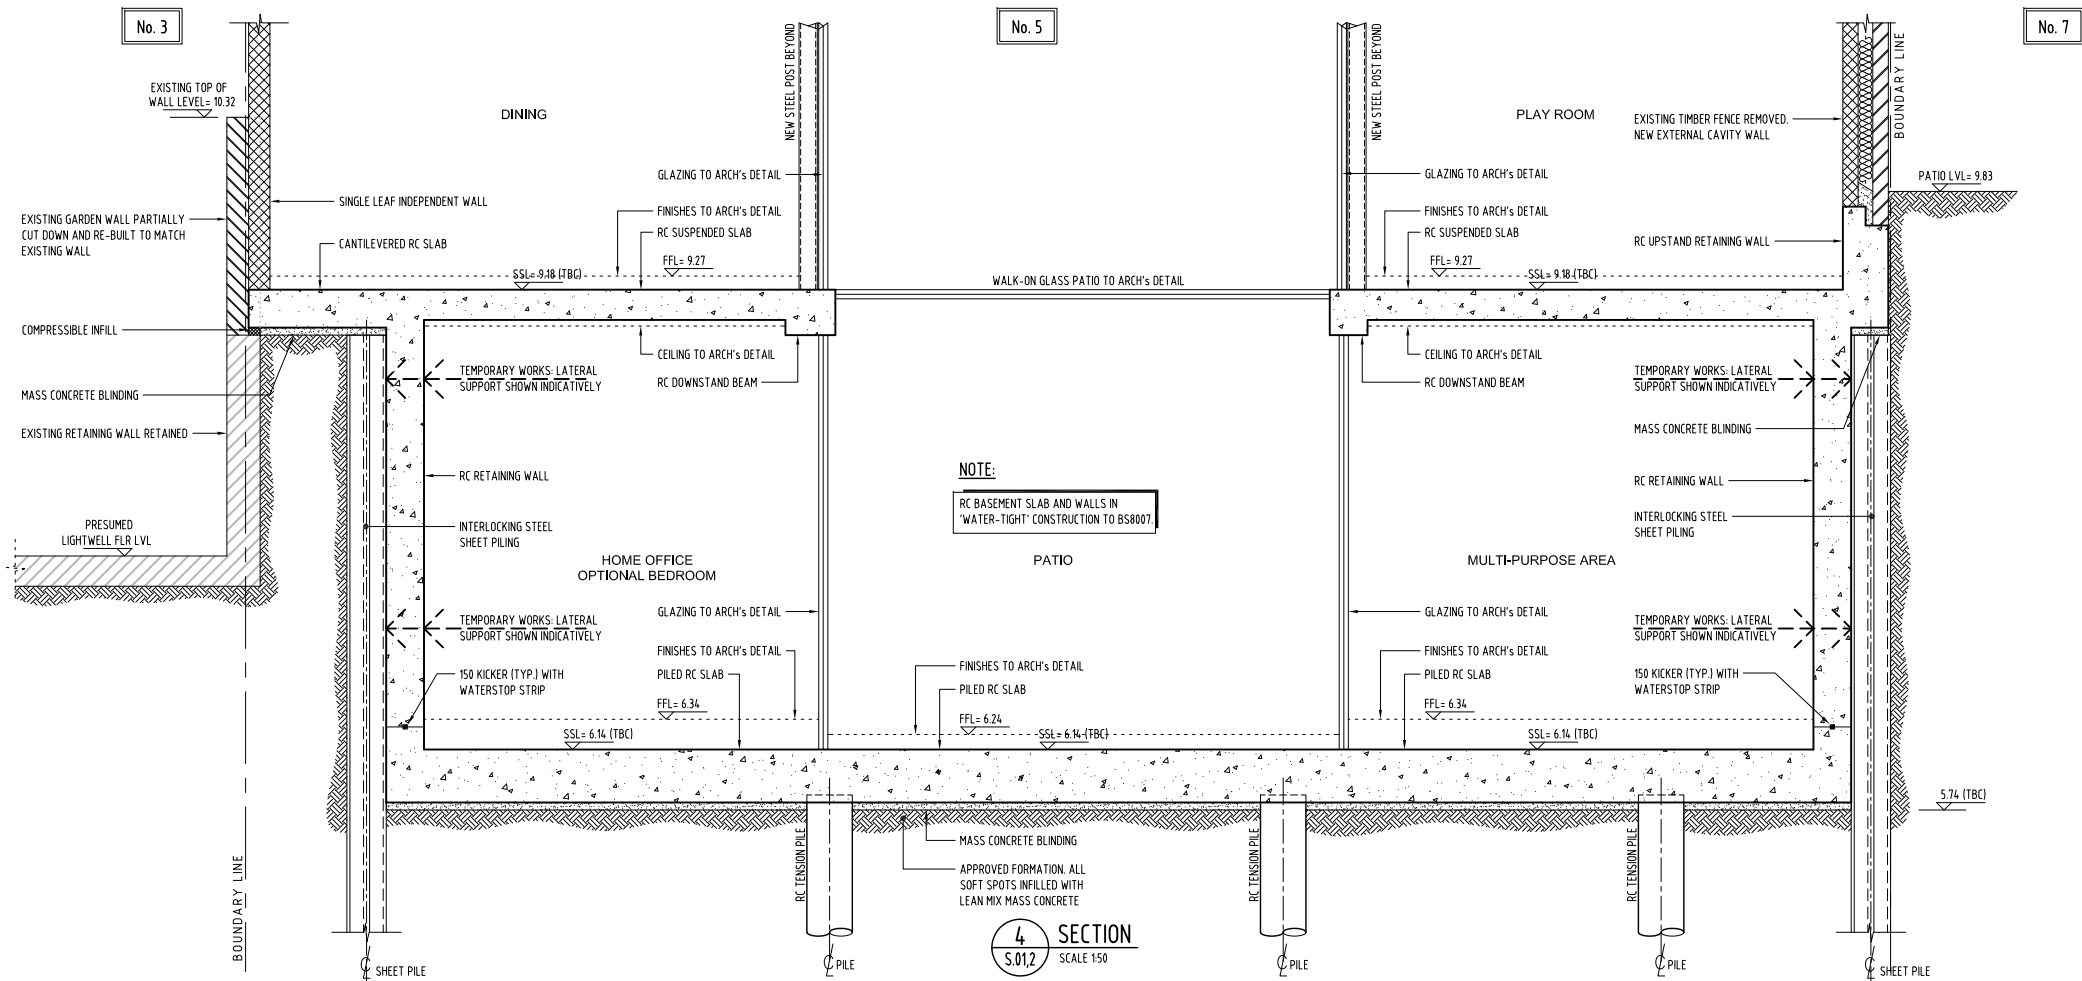 No. 3
No. 5
No. 7
EXISTING TOP OF
WALL LEVEL= 10.32
DINING
NEW STEEL POST BEYOND
NEW STEEL POST BEYOND
PLAY ROOM
EXISTING TIMBER FENCE REMOVED.
NEW EXTERNAL CAVITY WALL
BOUNDARY LINE
PATIO LVL= 9.83
GLAZING TO ARCH's DETAIL
GLAZING TO ARCH's DETAIL
SINGLE LEAF INDEPENDENT WALL
FINISHES TO ARCH's DETAIL
FINISHES TO ARCH's DETAIL
EXISTING GARDEN WALL PARTIALLY
CUT DOWN AND RE-BUILT TO MATCH
EXISTING WALL
CANTILEVERED RC SLAB
RC SUSPENDED SLAB
RC SUSPENDED SLAB
RC UPSTAND RETAINING WALL
SSL= 9.18 (TBC)
FFL= 9.27
WALK-ON GLASS PATIO TO ARCH's DETAIL
FFL= 9.27
SSL= 9.18 (TBC)
COMPRESSIBLE INFILL
CEILING TO ARCH's DETAIL
CEILING TO ARCH's DETAIL
TEMPORARY WORKS: LATERAL
SUPPORT SHOWN INDICATIVELY
RC DOWNSTAND BEAM
RC DOWNSTAND BEAM
TEMPORARY WORKS: LATERAL
SUPPORT SHOWN INDICATIVELY
MASS CONCRETE BLINDING
MASS CONCRETE BLINDING
EXISTING RETAINING WALL RETAINED
RC RETAINING WALL
NOTE:
RC BASEMENT SLAB AND WALLS IN
'WATER-TIGHT' CONSTRUCTION TO BS8007.
RC RETAINING WALL
PRESUMED
LIGHTWELL FLR LVL
INTERLOCKING STEEL
SHEET PILING
INTERLOCKING STEEL
SHEET PILING
HOME OFFICE
OPTIONAL BEDROOM
PATIO
MULTI-PURPOSE AREA
GLAZING TO ARCH's DETAIL
GLAZING TO ARCH's DETAIL
TEMPORARY WORKS: LATERAL
SUPPORT SHOWN INDICATIVELY
TEMPORARY WORKS: LATERAL
SUPPORT SHOWN INDICATIVELY
FINISHES TO ARCH's DETAIL
FINISHES TO ARCH's DETAIL
FINISHES TO ARCH's DETAIL
150 KICKER (TYP.) WITH
WATERSTOP STRIP
PILED RC SLAB
PILED RC SLAB
PILED RC SLAB
150 KICKER (TYP.) WITH
WATERSTOP STRIP
FFL= 6.34
FFL= 6.24
FFL= 6.34
SSL= 6.14 (TBC)
SSL= 6.14 (TBC)
SSL= 6.14 (TBC)
5.74 (TBC)
BOUNDARY LINE
RC TENSION PILE
MASS CONCRETE BLINDING
APPROVED FORMATION. ALL
SOFT SPOTS INFILLED WITH
LEAN MIX MASS CONCRETE
RC TENSION PILE
RC TENSION PILE
4
S.01,2
SECTION
SCALE 1:50
℄ SHEET PILE
℄ PILE
℄ PILE
℄ PILE
℄ SHEET PILE